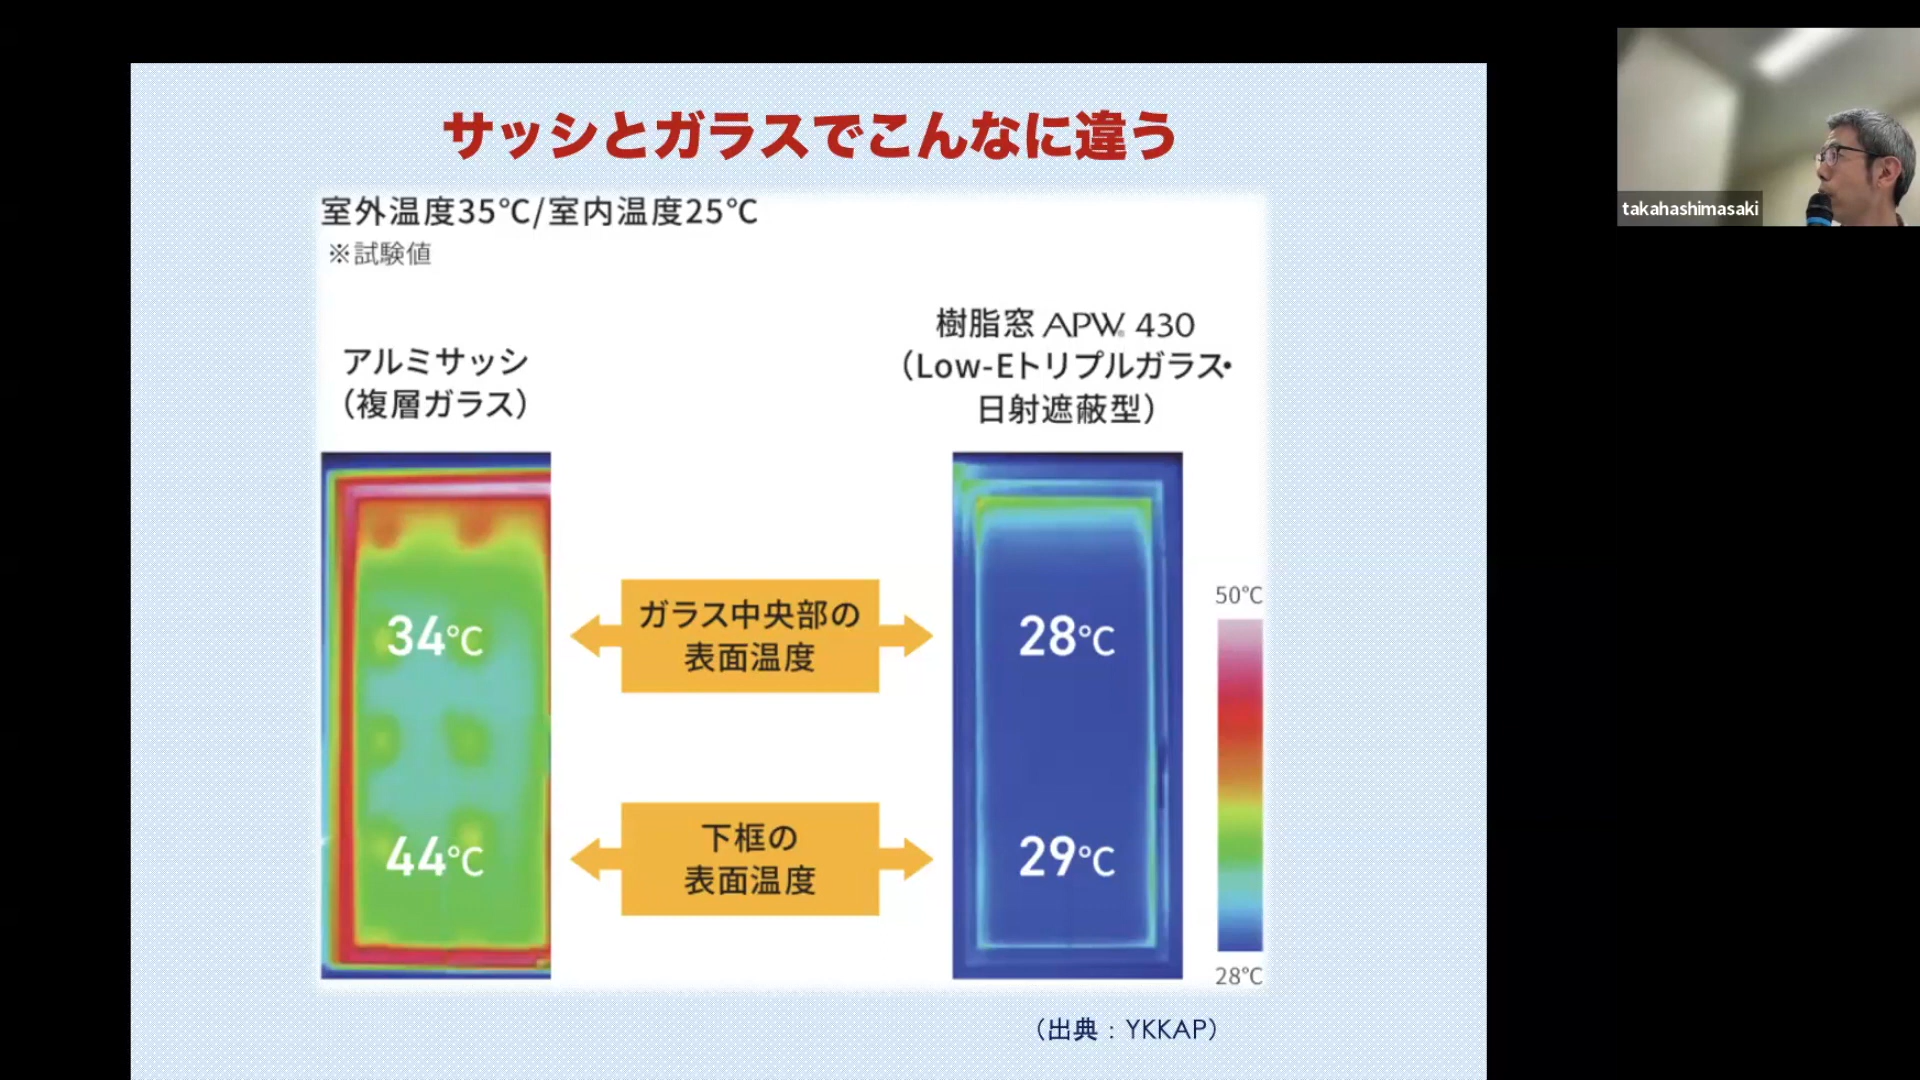 サッシとガラスでこんなに違う
室外温度35℃/室内温度25℃
※試験値
アルミサッシ
（複層ガラス）
樹脂窓 APW® 430
（Low-Eトリプルガラス・
日射遮蔽型）
34℃
ガラス中央部の
表面温度
28℃
44℃
下框の
表面温度
29℃
50℃
28℃
（出典：YKKAP）
takahashimasaki